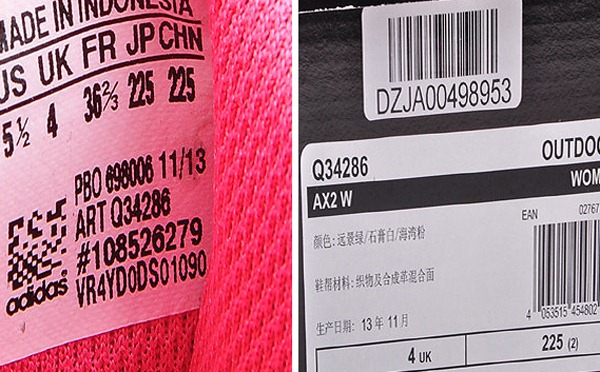 MADE IN INDONESIA
US UK FR JP CHN
5½ 4 36⅔ 225 225
PBO 698006 11/13
ART Q34286
#108526279
VR4YD0DS01090
adidas
DZJA00498953
Q34286 OUTDOO
AX2 W WOM
EAN 02767
颜色: 远景绿/石膏白/海湾粉
鞋帮材料: 织物及合成革混合面
4 053515 454802
生产日期: 13 年 11 月
4 UK 225 (2)